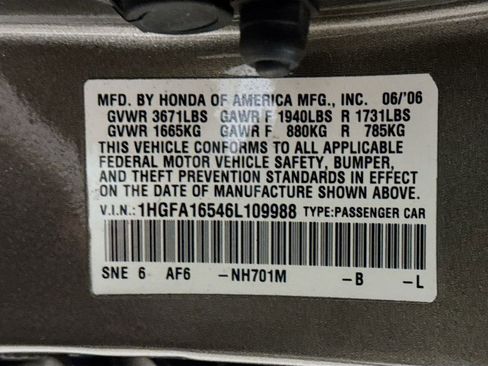 MFD. BY HONDA OF AMERICA MFG., INC. 06/'06
GVWR 3671LBS GAWR F 1940LBS R 1731LBS
GVWR 1665KG GAWR F 880KG R 785KG
THIS VEHICLE CONFORMS TO ALL APPLICABLE
FEDERAL MOTOR VEHICLE SAFETY, BUMPER,
AND THEFT PREVENTION STANDARDS IN EFFECT
ON THE DATE OF MANUFACTURE SHOWN ABOVE.
V.I.N.:1HGFA16546L109988 TYPE:PASSENGER CAR
SNE 6 AF6 -NH701M -B -L